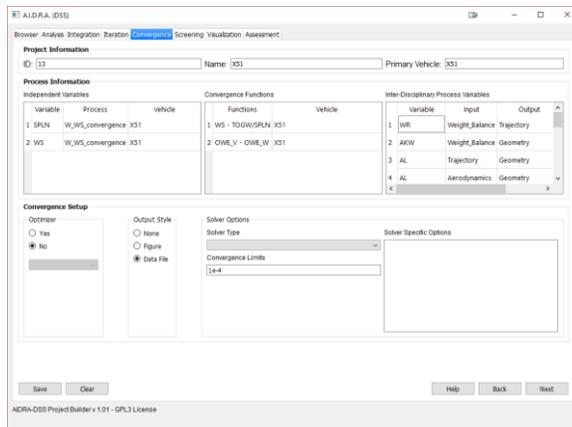 A.I.D.R.A. (DSS)
Browser Analysis Integration Iteration Convergence Screening Visualization Assessment
Project Information
ID: 13 Name: X51 Primary Vehicle: X51
Process Information
Independent Variables Convergence Functions Inter-Disciplinary Process Variables
Variable Process Vehicle Functions Vehicle Variable Input Output
1 SPLN W_WS_convergence X51 1 WS - TOGW/SPLN X51 1 WR Weight_Balance Trajectory
2 WS W_WS_convergence X51 2 OWE_V - OWE_W X51 2 AKW Weight_Balance Geometry
3 AL Trajectory Geometry
4 AL Aerodynamics Geometry
Convergence Setup
Optimizer Output Style Solver Options
Yes None Solver Type Solver Specific Options
No Figure
Data File Convergence Limits
1e-4
Save Clear Help Back Next
AIDRA-DSS Project Builder v 1.01 - GPL3 License